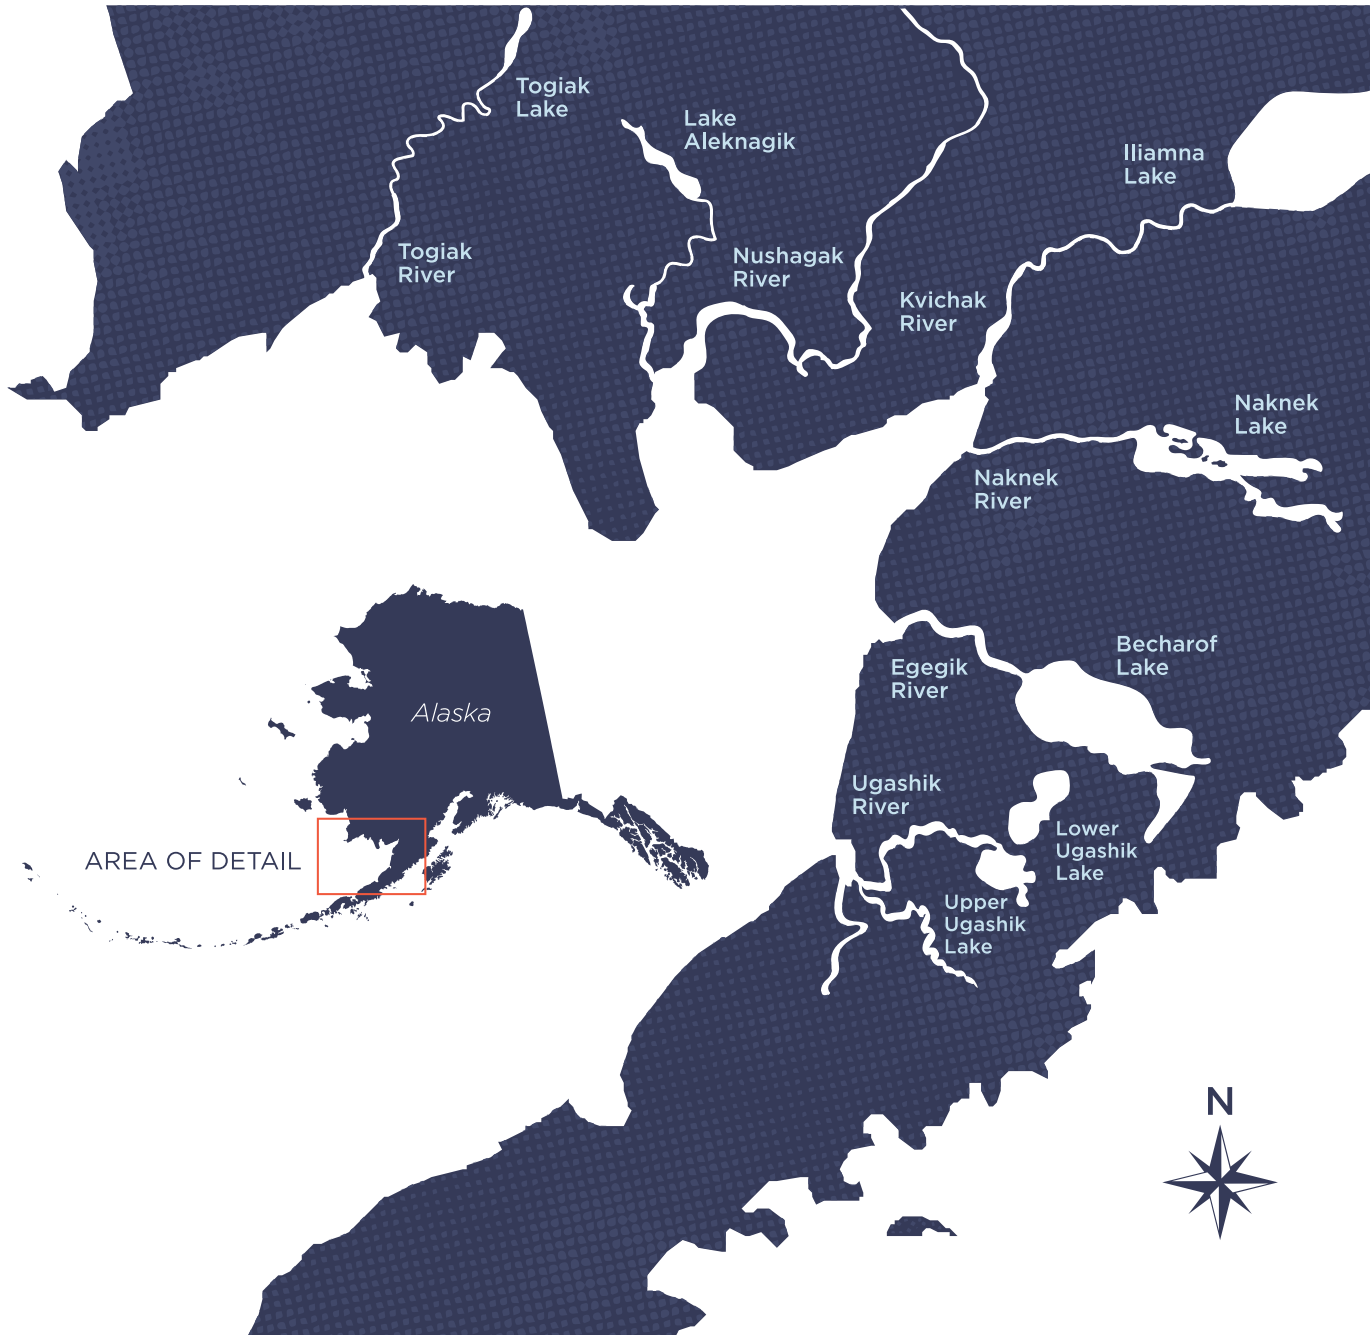 Togiak
Lake
Lake
Aleknagik
Iliamna
Lake
Togiak
River
Nushagak
River
Kvichak
River
Naknek
Lake
Naknek
River
Becharof
Lake
Egegik
River
Alaska
Ugashik
River
Lower
Ugashik
Lake
AREA OF DETAIL
Upper
Ugashik
Lake
N